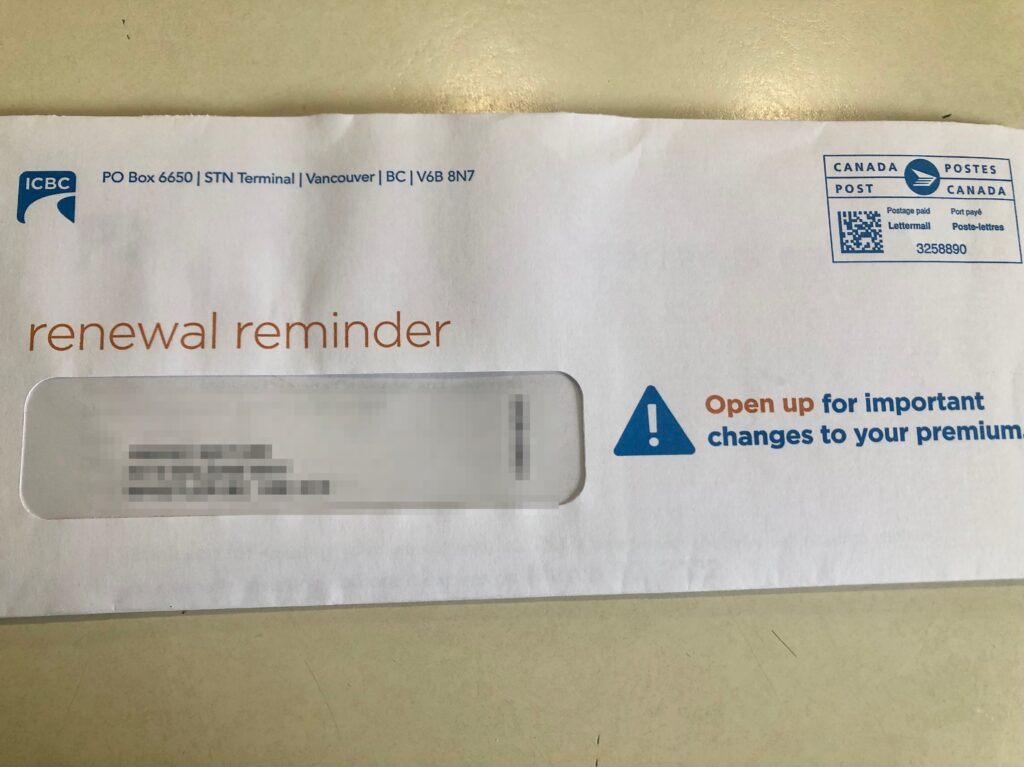 ICBC
PO Box 6650 | STN Terminal | Vancouver | BC | V6B 8N7
CANADA POSTES
POST CANADA
Postage paid Port payé
Lettermail Poste-lettres
3258890
renewal reminder
Open up for important
changes to your premium.